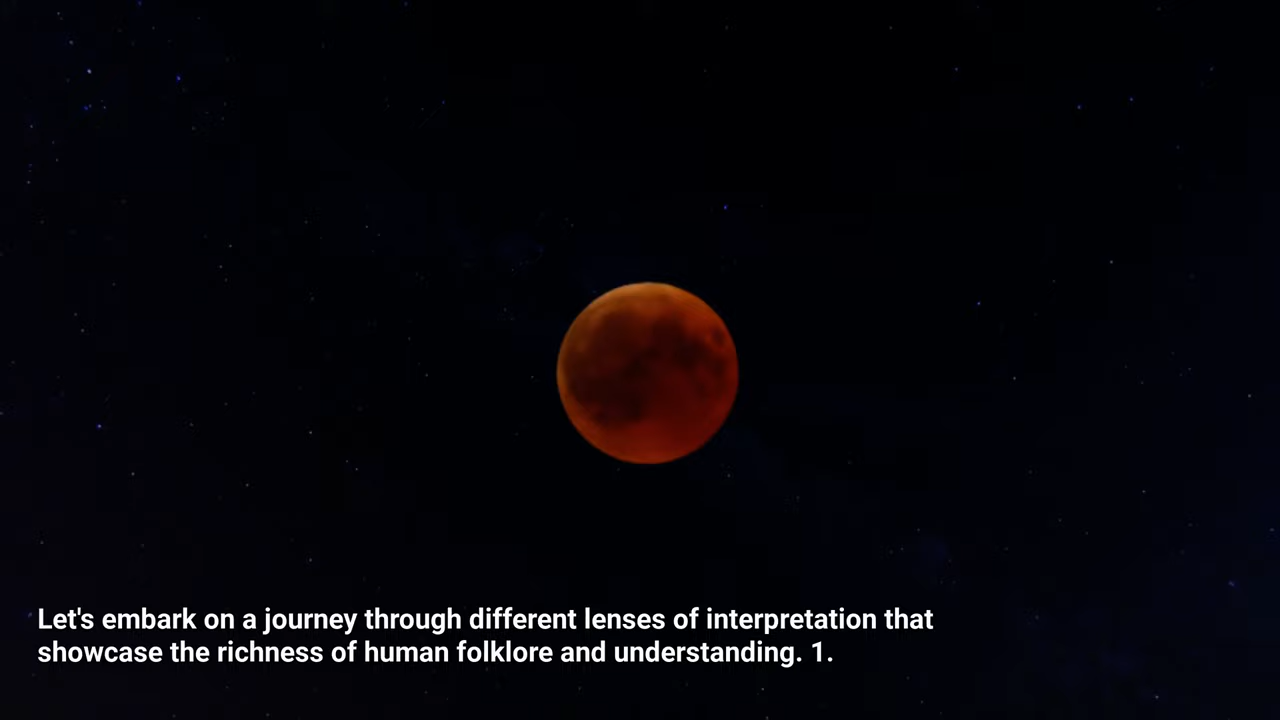 Let's embark on a journey through different lenses of interpretation that
showcase the richness of human folklore and understanding. 1.